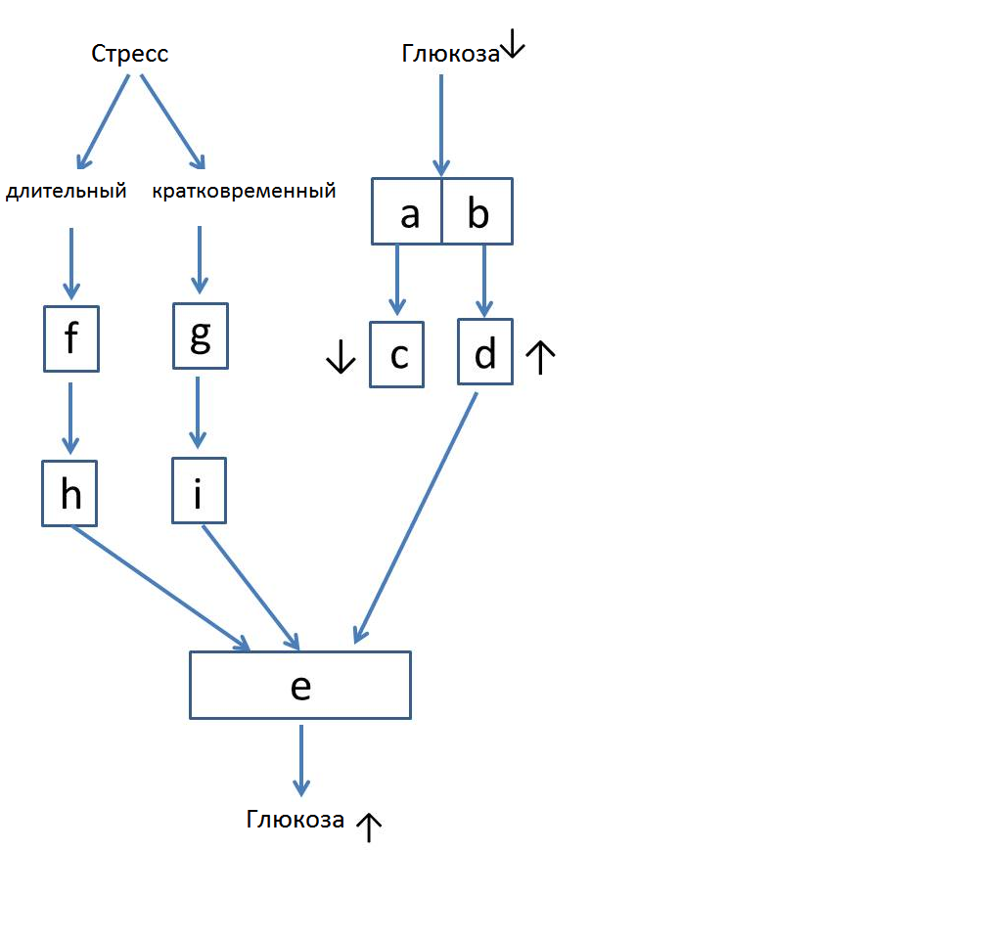 Стресс Глюкоза↓
длительный кратковременный
a b
f g ↓ c d ↑
h i
e
Глюкоза ↑